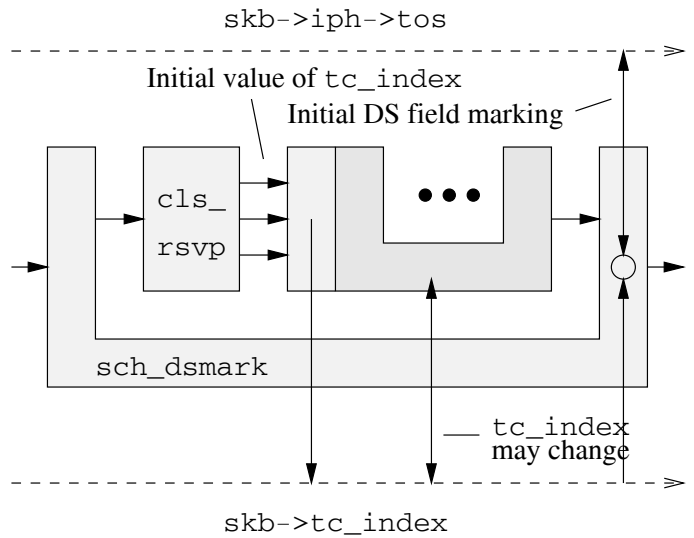 skb->iph->tos
Initial value of tc_index
Initial DS field marking
cls_
rsvp
sch_dsmark
tc_index
may change
skb->tc_index